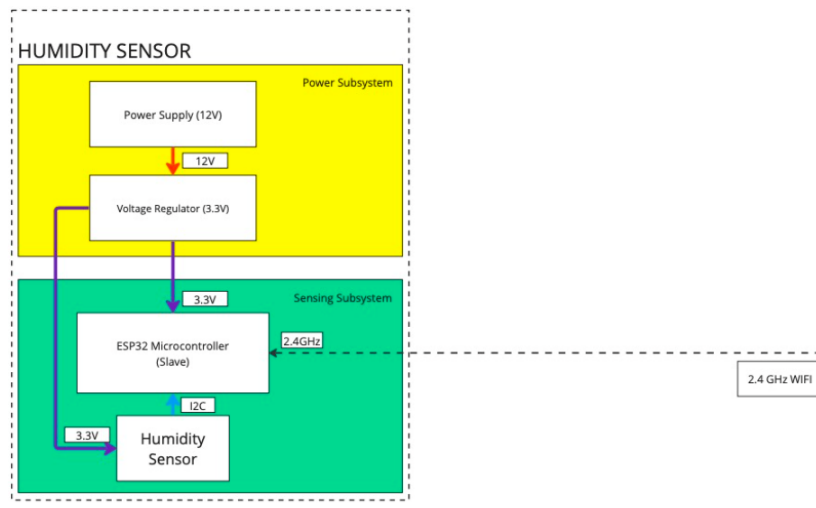 HUMIDITY SENSOR
Power Subsystem
Power Supply (12V)
12V
Voltage Regulator (3.3V)
Sensing Subsystem
3.3V
ESP32 Microcontroller
(Slave)
2.4GHz
2.4 GHz WIFI
I2C
3.3V
Humidity
Sensor